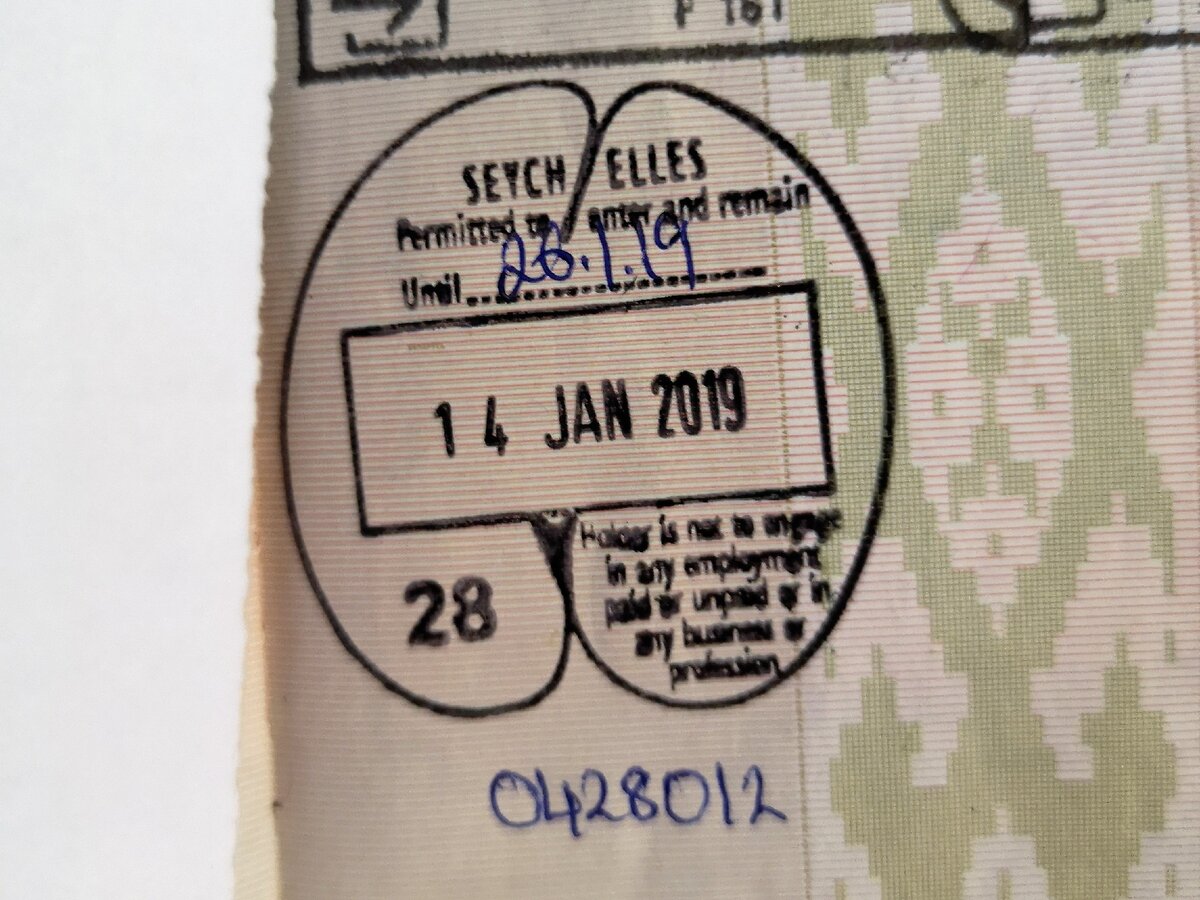 P 161
SEYCH ELLES
Permitted to enter and remain
Until 1.19
14 JAN 2019
28
Holder is not to engage
in any employment
paid or unpaid or in
any business or
profession
0428012